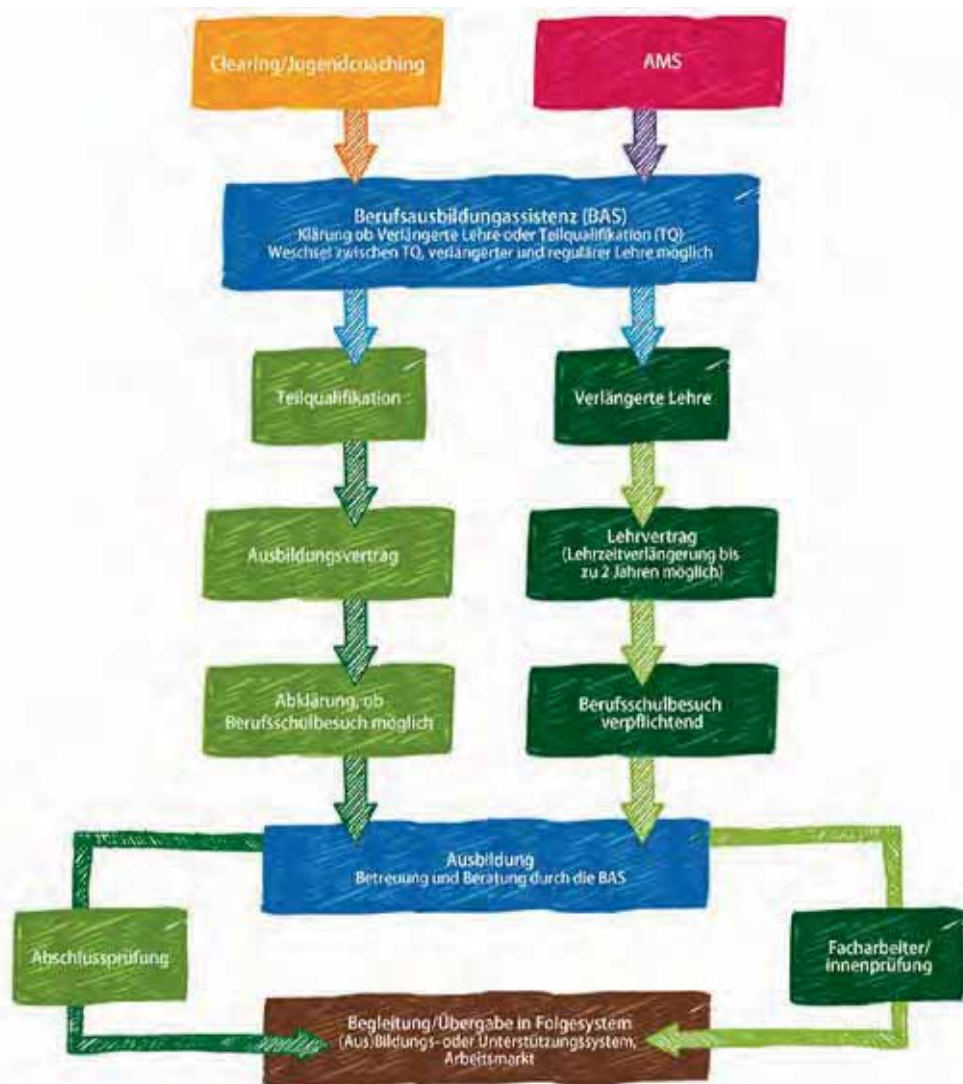 Clearing/Jugendcoaching
AMS
Berufsausbildungassistenz (BAS)
Klärung ob Verlängerte Lehre oder Teilqualifikation (TQ)
Weschsel zwischen TQ, verlängerter und regulärer Lehre möglich
Teilqualifikation
Verlängerte Lehre
Ausbildungsvertrag
Lehrvertrag
(Lehrzeitverlängerung bis
zu 2 Jahren möglich)
Abklärung, ob
Berufsschulbesuch möglich
Berufsschulbesuch
verpflichtend
Ausbildung
Betreuung und Beratung durch die BAS
Abschlussprüfung
Facharbeiter/
innenprüfung
Begleitung/Übergabe in Folgesystem
(Aus)Bildungs- oder Unterstützungssystem,
Arbeitsmarkt